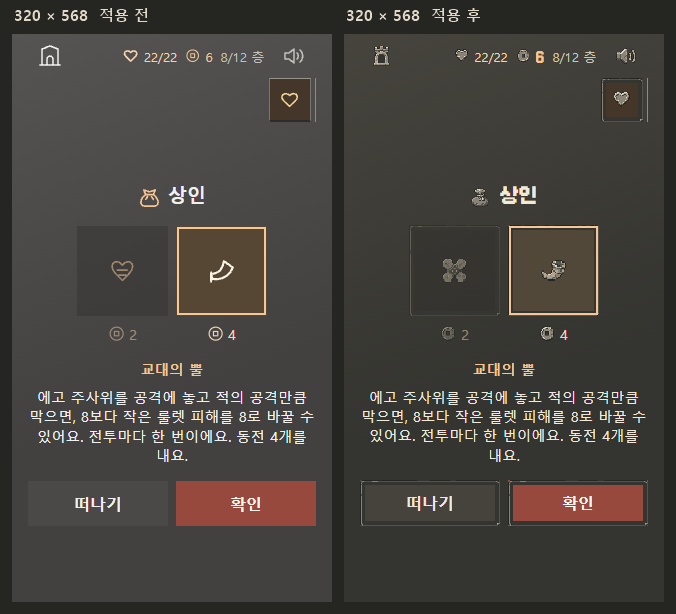 320 × 568 적용 전
22/22 6 8/12 층
상인
2 4
교대의 뿔
에고 주사위를 공격에 놓고 적의 공격만큼
막으면, 8보다 작은 룰렛 피해를 8로 바꿀 수
있어요. 전투마다 한 번이에요. 동전 4개를
내요.
떠나기 확인
320 × 568 적용 후
22/22 6 8/12 층
상인
2 4
교대의 뿔
에고 주사위를 공격에 놓고 적의 공격만큼
막으면, 8보다 작은 룰렛 피해를 8로 바꿀 수
있어요. 전투마다 한 번이에요. 동전 4개를
내요.
떠나기 확인